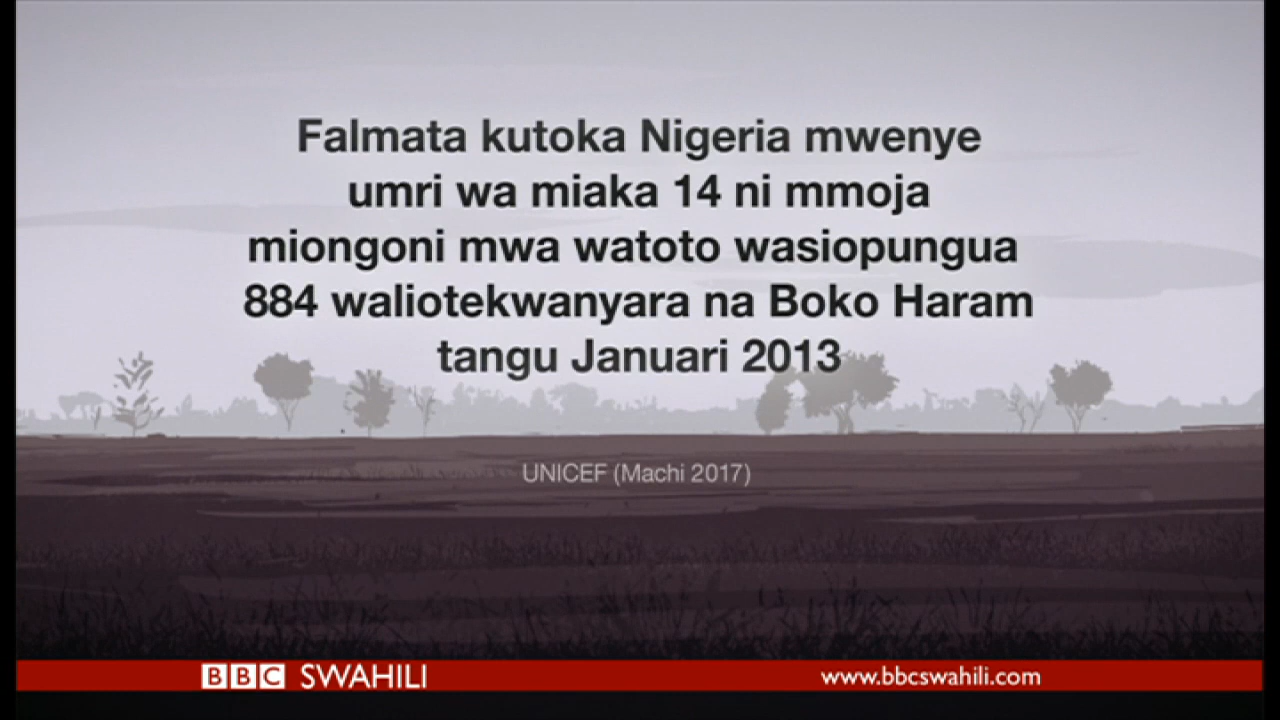 Falmata kutoka Nigeria mwenye
umri wa miaka 14 ni mmoja
miongoni mwa watoto wasiopungua
884 waliotekwanyara na Boko Haram
tangu Januari 2013
UNICEF (Machi 2017)
BBC SWAHILI
www.bbcswahili.com